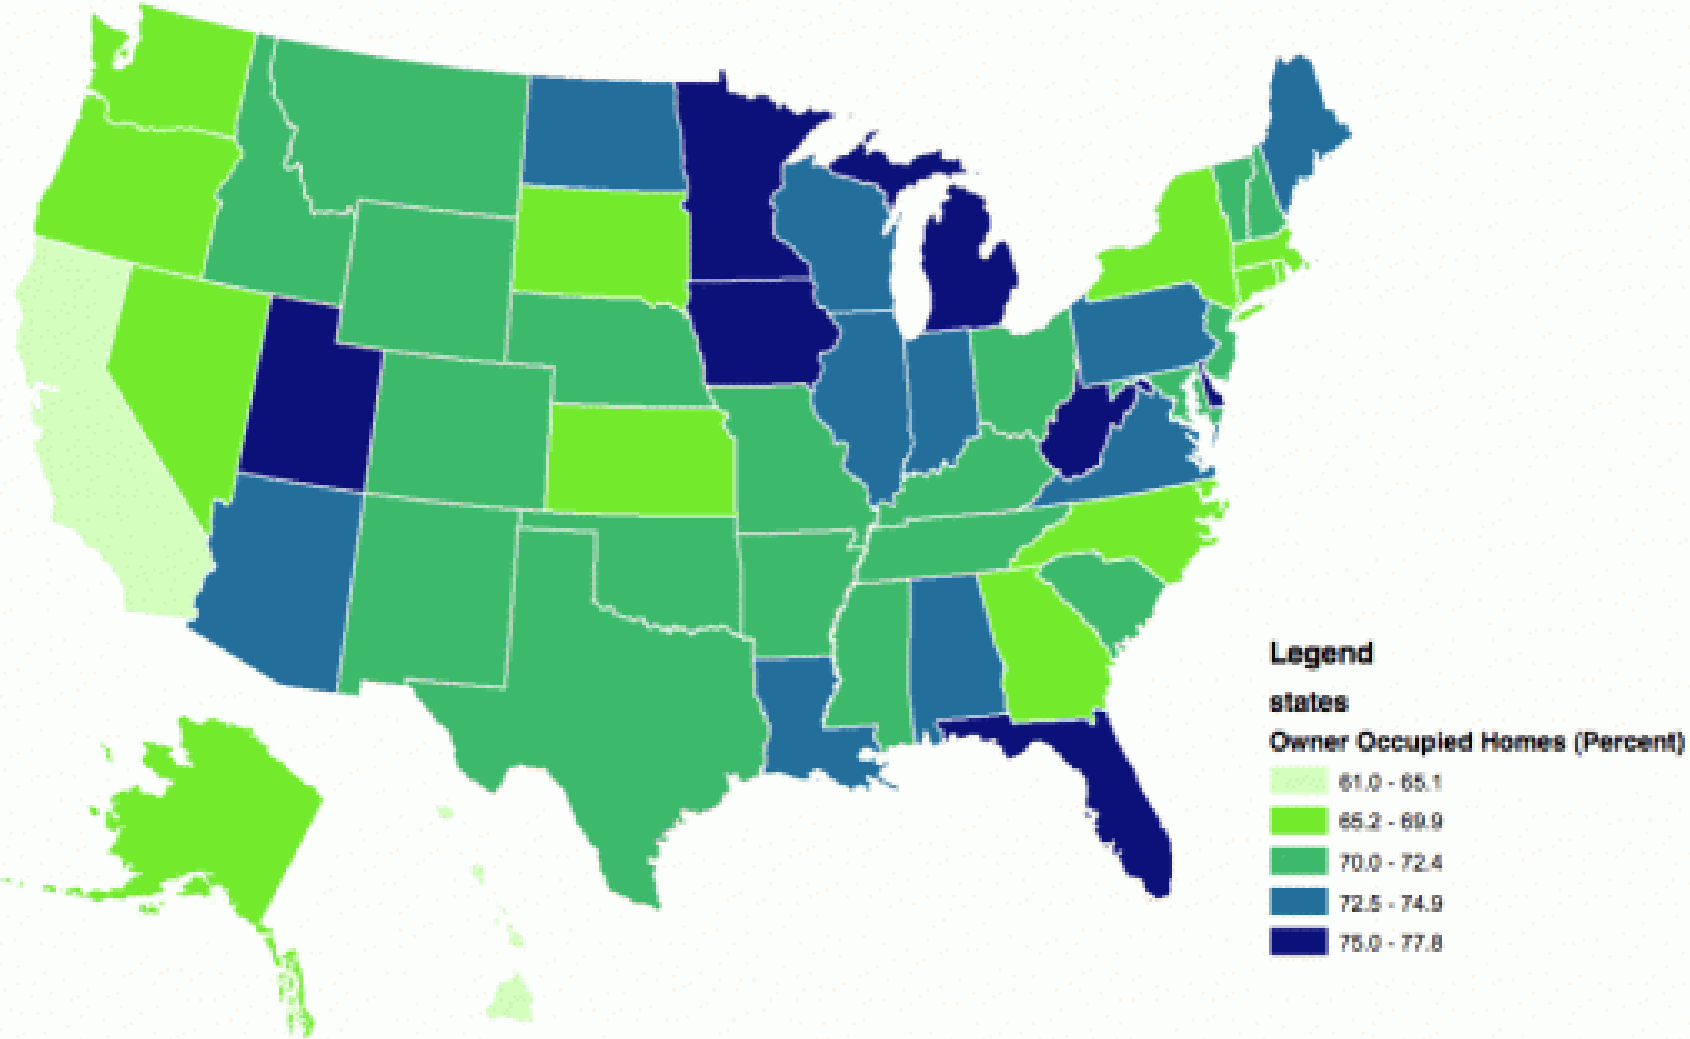 Legend
states
Owner Occupied Homes (Percent)
61.0 - 65.1
65.2 - 69.9
70.0 - 72.4
72.5 - 74.9
75.0 - 77.8